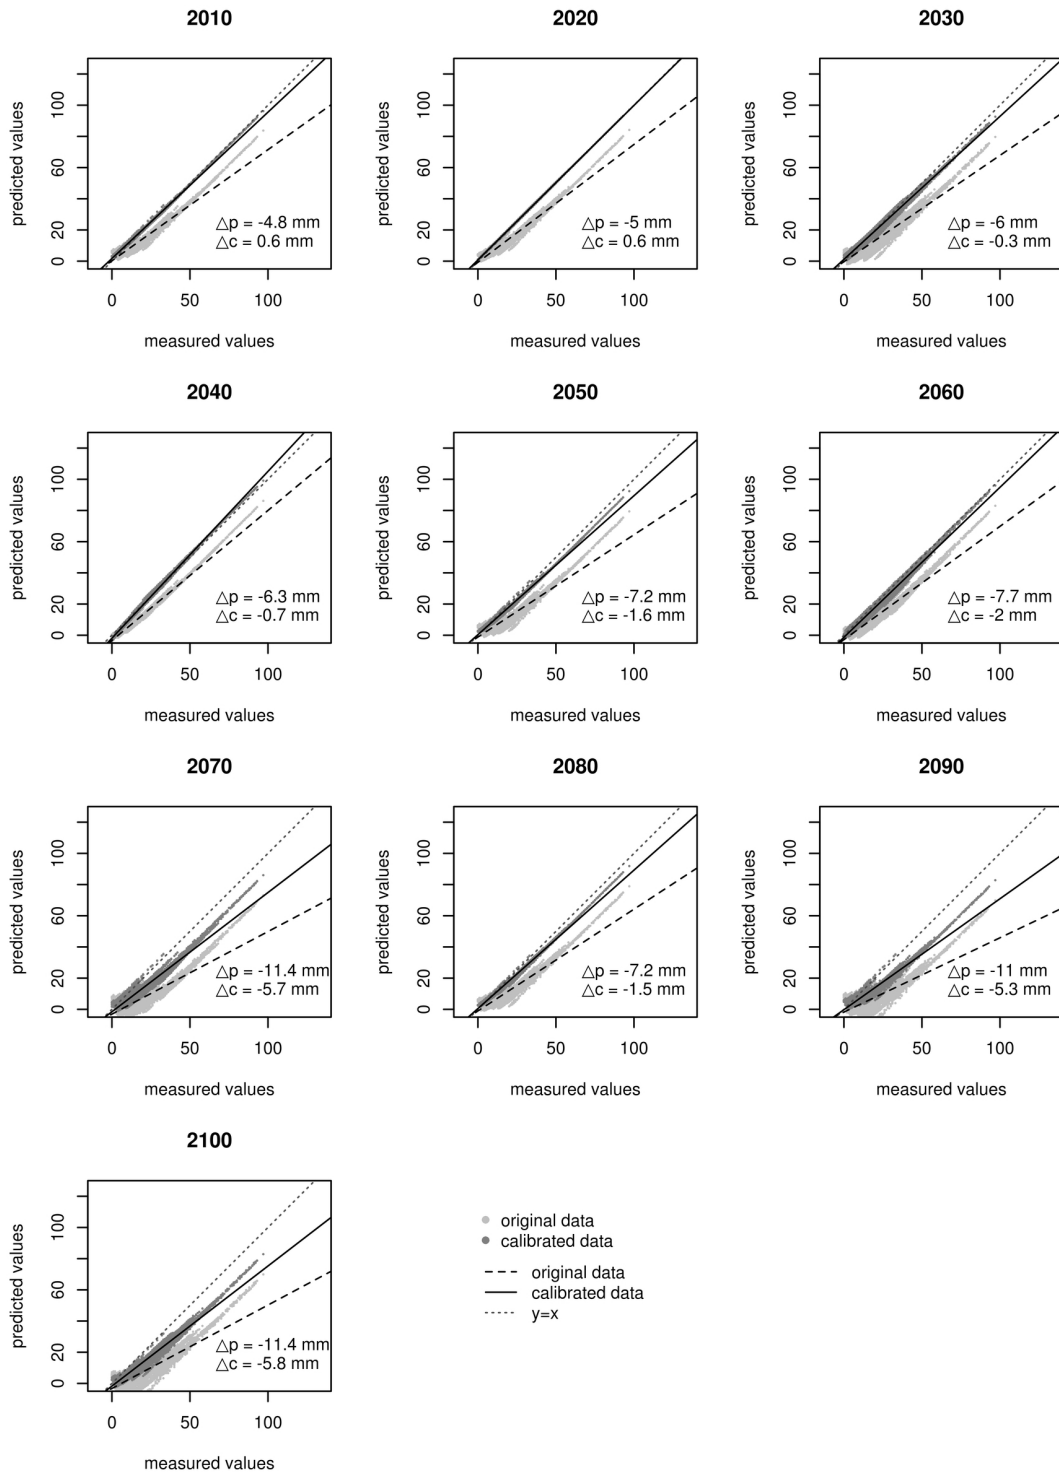 2010
predicted values
100
60
20
0
△p = -4.8 mm
△c = 0.6 mm
0 50 100
measured values
2020
predicted values
100
60
20
0
△p = -5 mm
△c = 0.6 mm
0 50 100
measured values
2030
predicted values
100
60
20
0
△p = -6 mm
△c = -0.3 mm
0 50 100
measured values
2040
predicted values
100
60
20
0
△p = -6.3 mm
△c = -0.7 mm
0 50 100
measured values
2050
predicted values
100
60
20
0
△p = -7.2 mm
△c = -1.6 mm
0 50 100
measured values
2060
predicted values
100
60
20
0
△p = -7.7 mm
△c = -2 mm
0 50 100
measured values
2070
predicted values
100
60
20
0
△p = -11.4 mm
△c = -5.7 mm
0 50 100
measured values
2080
predicted values
100
60
20
0
△p = -7.2 mm
△c = -1.5 mm
0 50 100
measured values
2090
predicted values
100
60
20
0
△p = -11 mm
△c = -5.3 mm
0 50 100
measured values
2100
predicted values
100
60
20
0
△p = -11.4 mm
△c = -5.8 mm
0 50 100
measured values
original data
calibrated data
original data
calibrated data
y=x